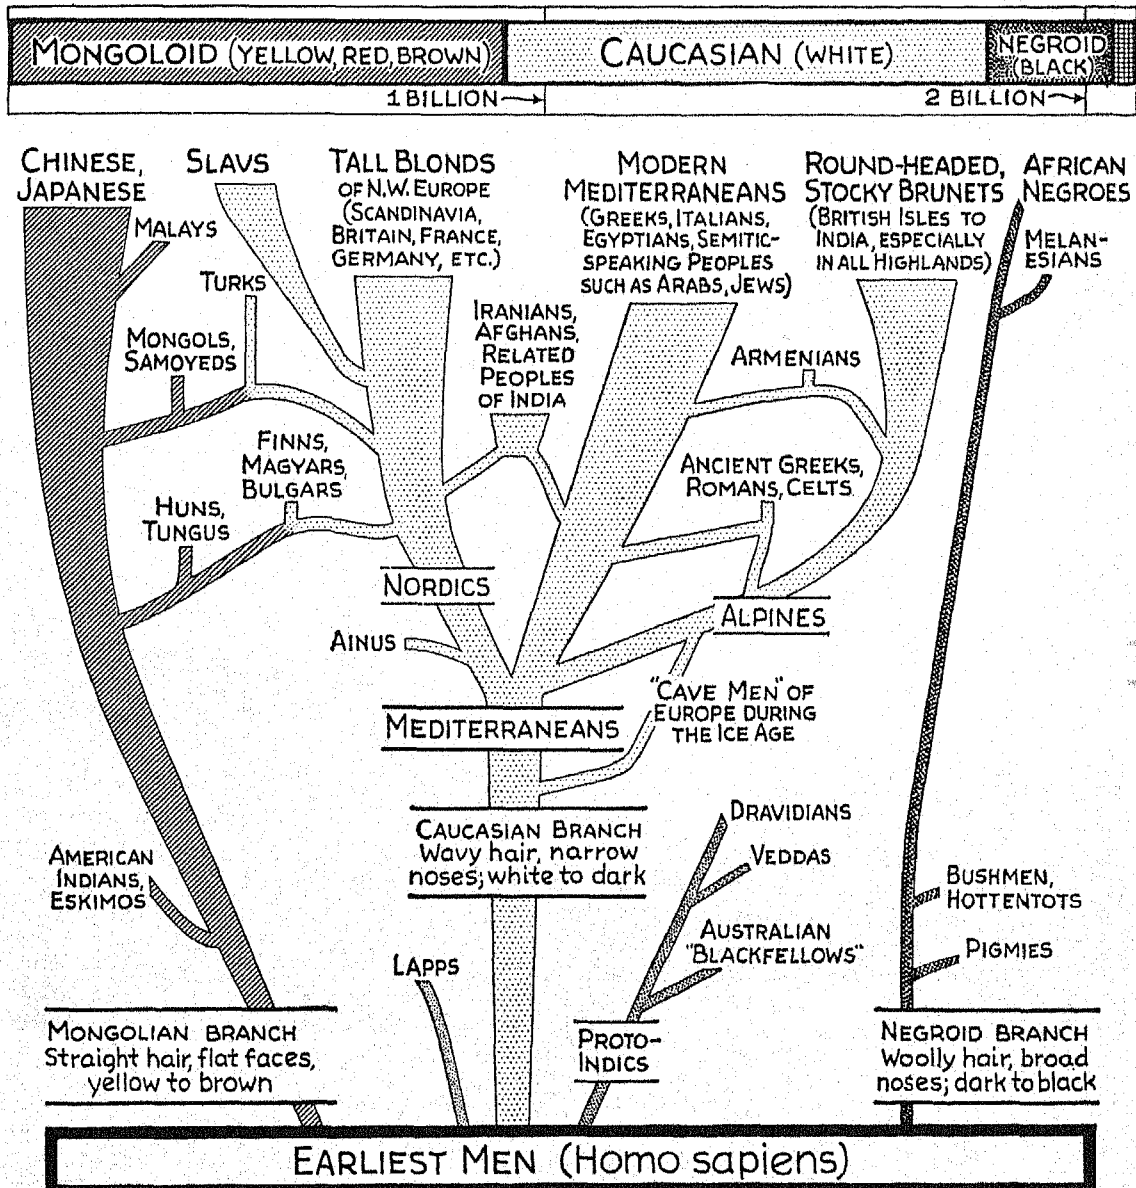 MONGOLOID (YELLOW, RED, BROWN)
CAUCASIAN (WHITE)
NEGROID
(BLACK)
1 BILLION
2 BILLION
CHINESE,
JAPANESE
SLAVS
TALL BLONDS
OF N.W. EUROPE
(SCANDINAVIA,
BRITAIN, FRANCE,
GERMANY, ETC.)
MODERN
MEDITERRANEANS
(GREEKS, ITALIANS,
EGYPTIANS, SEMITIC-
SPEAKING PEOPLES
SUCH AS ARABS, JEWS)
ROUND-HEADED,
STOCKY BRUNETS
(BRITISH ISLES TO
INDIA, ESPECIALLY
IN ALL HIGHLANDS)
AFRICAN
NEGROES
MALAYS
MELAN-
ESIANS
TURKS
IRANIANS,
AFGHANS,
RELATED
PEOPLES
OF INDIA
MONGOLS,
SAMOYEDS
ARMENIANS
FINNS,
MAGYARS,
BULGARS
ANCIENT GREEKS,
ROMANS, CELTS
HUNS,
TUNGUS
NORDICS
ALPINES
AINUS
"CAVE MEN" OF
EUROPE DURING
THE ICE AGE
MEDITERRANEANS
CAUCASIAN BRANCH
Wavy hair, narrow
noses; white to dark
DRAVIDIANS
VEDDAS
AMERICAN
INDIANS,
ESKIMOS
BUSHMEN,
HOTTENTOTS
AUSTRALIAN
"BLACKFELLOWS"
PIGMIES
LAPPS
MONGOLIAN BRANCH
Straight hair, flat faces,
yellow to brown
PROTO-
INDICS
NEGROID BRANCH
Woolly hair, broad
noses; dark to black
EARLIEST MEN (Homo sapiens)